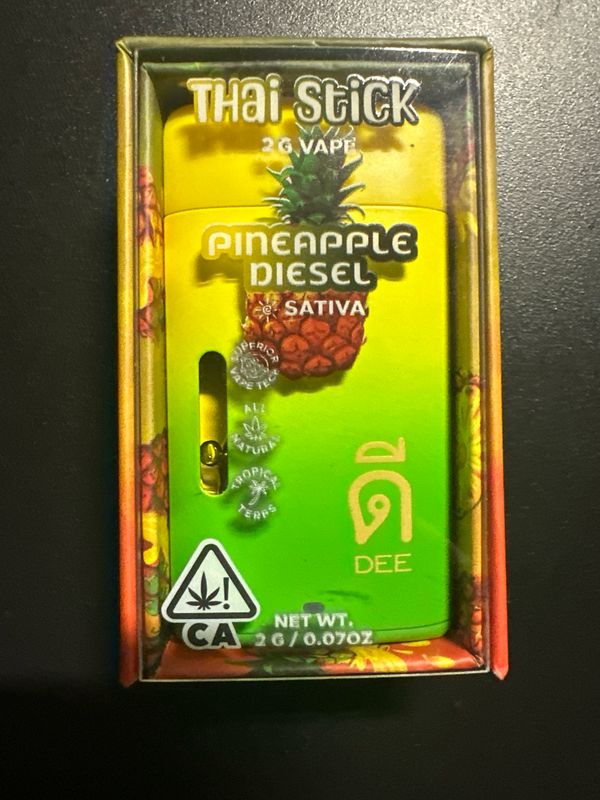 THAI STICK
2G VAPE
PINEAPPLE
DIESEL
SATIVA
SUPERIOR
VAPE TECH
ALL
NATURAL
TROPICAL
TERPS
ดี
DEE
!
CA
NET WT.
2 G / 0.07OZ